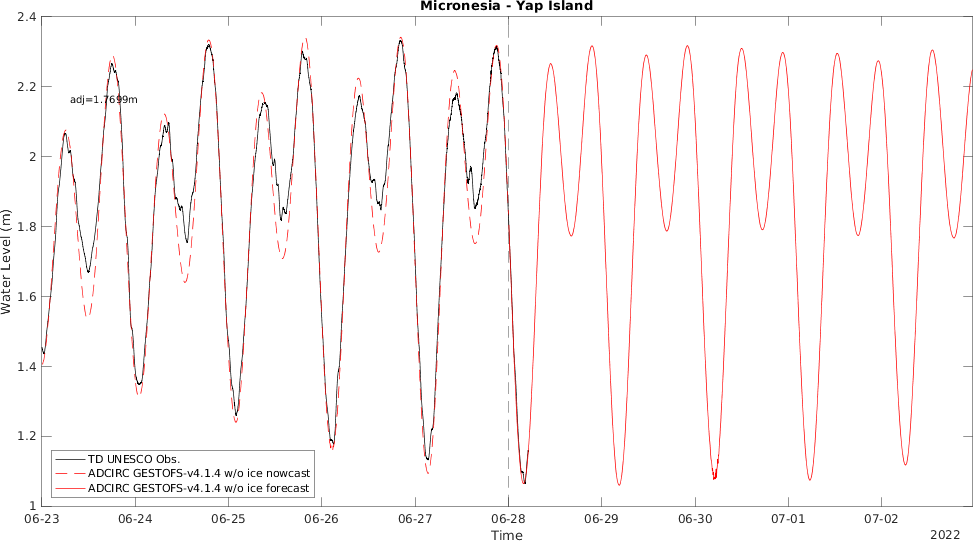 Micronesia - Yap Island
2.4
2.2
2
1.8
1.6
1.4
1.2
1
Water Level (m)
adj=1.7699m
TD UNESCO Obs.
ADCIRC GESTOFS-v4.1.4 w/o ice nowcast
ADCIRC GESTOFS-v4.1.4 w/o ice forecast
06-23 06-24 06-25 06-26 06-27 06-28 06-29 06-30 07-01 07-02
Time
2022